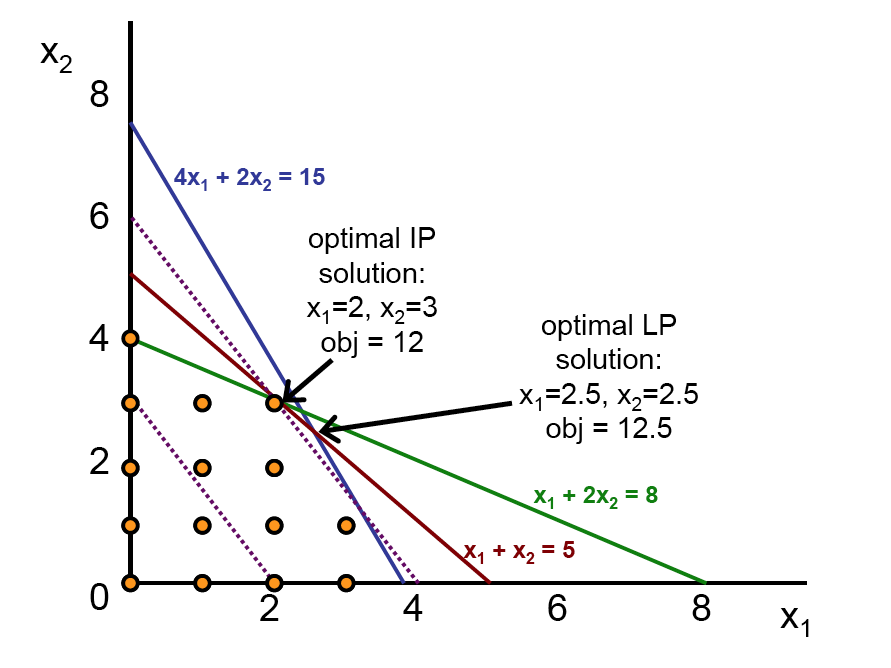 x₂
8
4x₁ + 2x₂ = 15
6
optimal IP
solution:
x₁=2, x₂=3
obj = 12
optimal LP
solution:
x₁=2.5, x₂=2.5
obj = 12.5
4
2
x₁ + 2x₂ = 8
x₁ + x₂ = 5
0
2
4
6
8
x₁